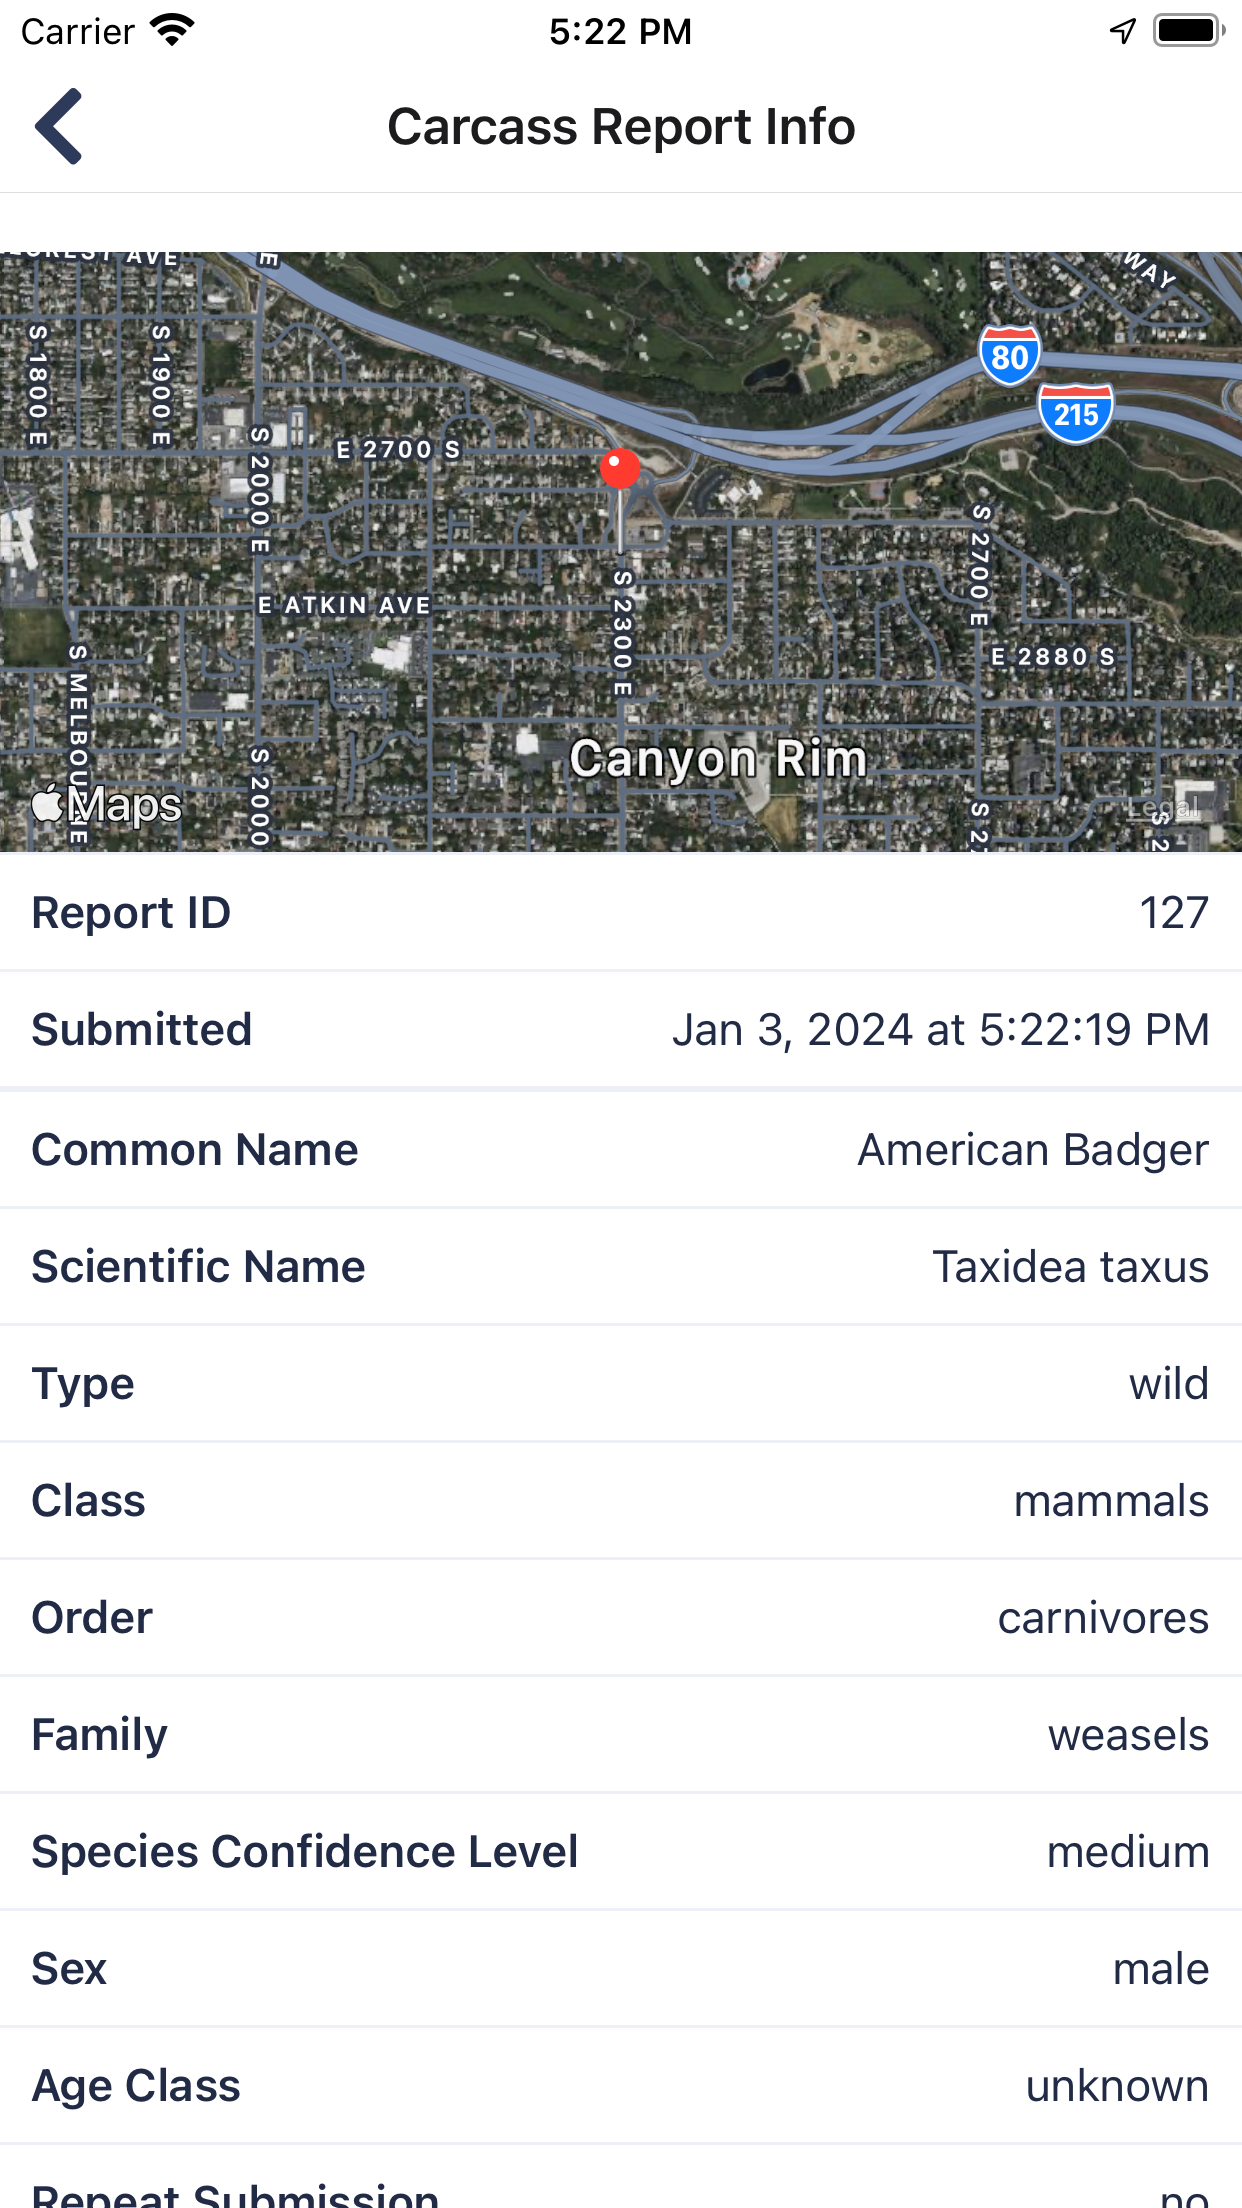 Carrier 5:22 PM
Carcass Report Info
AVE
E
WAY
S 1800 E
S 1900 E
80
215
E 2700 S
S 2000 E
S 2700 E
E ATKIN AVE
S 2300 E
E 2880 S
S MELBOURNE
S 2000
Canyon Rim
Maps
Legal
S 27
S 2
Report ID 127
Submitted Jan 3, 2024 at 5:22:19 PM
Common Name American Badger
Scientific Name Taxidea taxus
Type wild
Class mammals
Order carnivores
Family weasels
Species Confidence Level medium
Sex male
Age Class unknown
Repeat Submission no